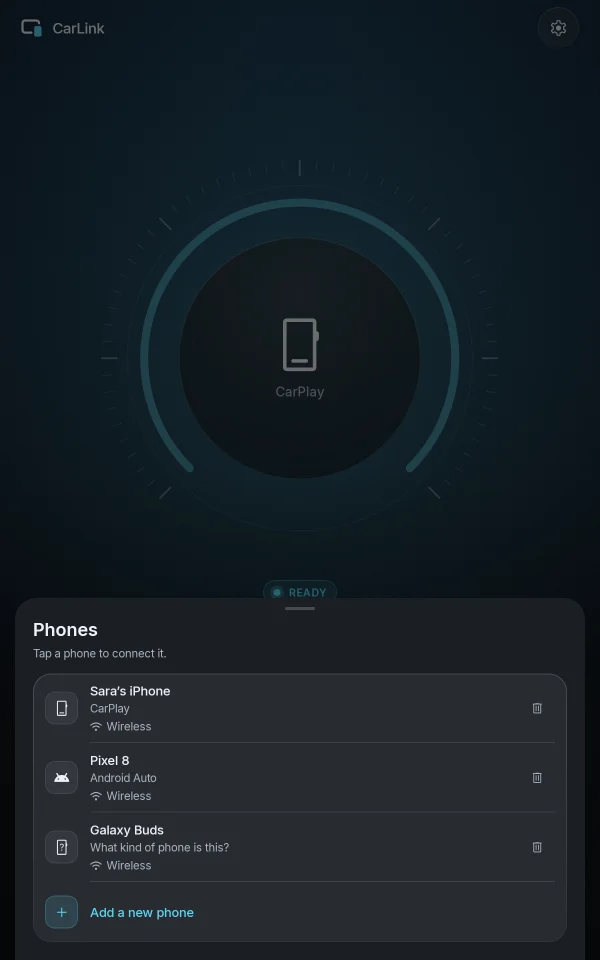 CarLink
CarPlay
READY
Phones
Tap a phone to connect it.
Sara's iPhone
CarPlay
Wireless
Pixel 8
Android Auto
Wireless
Galaxy Buds
What kind of phone is this?
Wireless
Add a new phone